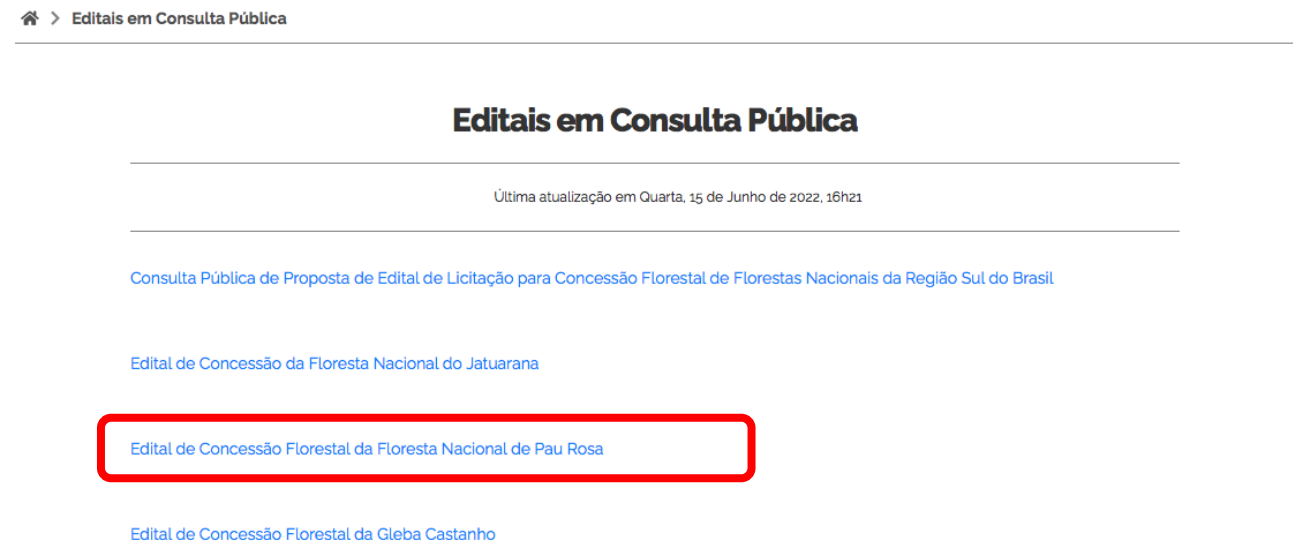 Editais em Consulta Pública
Editais em Consulta Pública
Última atualização em Quarta, 15 de Junho de 2022, 16h21
Consulta Pública de Proposta de Edital de Licitação para Concessão Florestal de Florestas Nacionais da Região Sul do Brasil
Edital de Concessão da Floresta Nacional do Jatuarana
Edital de Concessão Florestal da Floresta Nacional de Pau Rosa
Edital de Concessão Florestal da Gleba Castanho